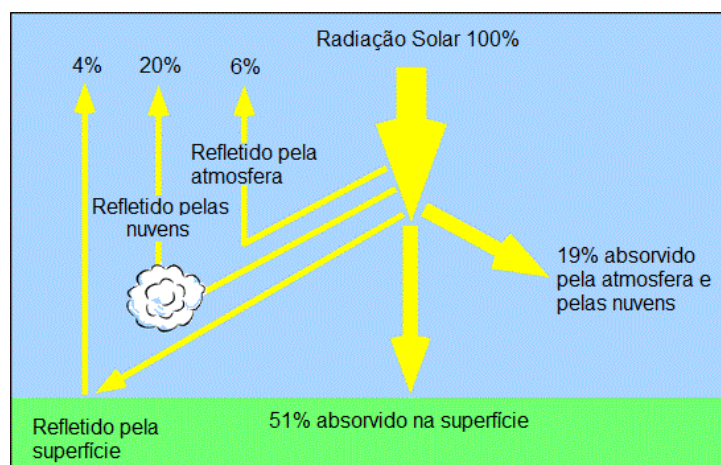 Radiação Solar 100%
4%
20%
6%
Refletido pela
atmosfera
Refletido pelas
nuvens
19% absorvido
pela atmosfera e
pelas nuvens
51% absorvido na superfície
Refletido pela
superfície